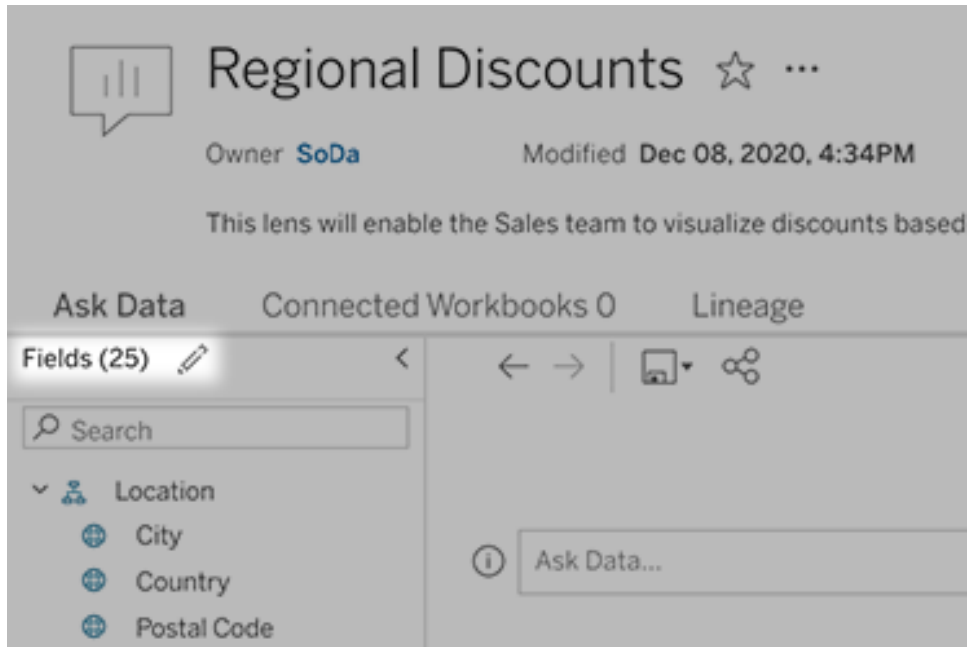 Regional Discounts
Owner SoDa Modified Dec 08, 2020, 4:34PM
This lens will enable the Sales team to visualize discounts based
Ask Data Connected Workbooks 0 Lineage
Fields (25)
Search
Location
City
Ask Data...
Country
Postal Code